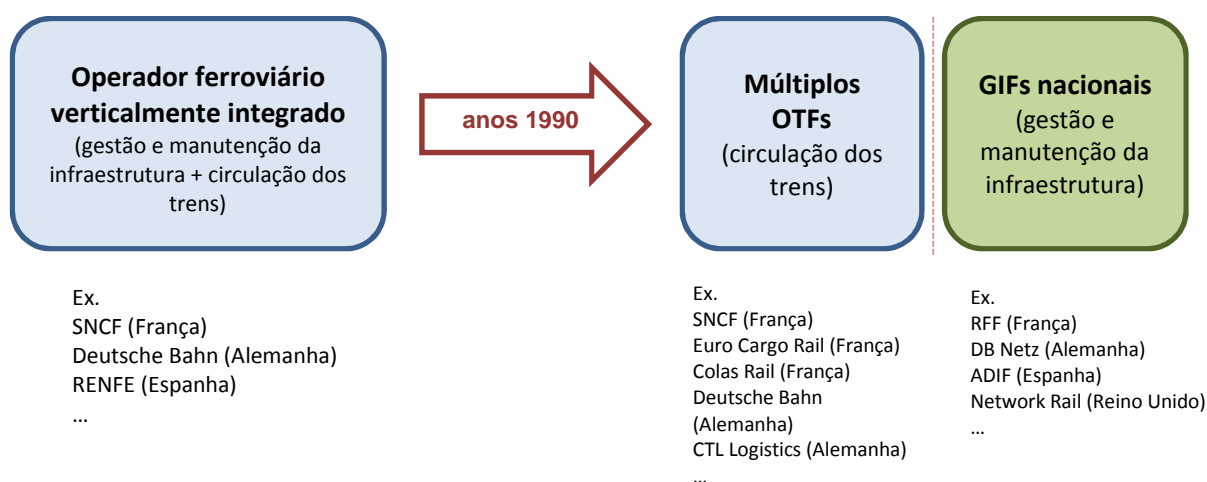 Operador ferroviário
verticalmente integrado
(gestão e manutenção da
infraestrutura + circulação dos
trens)
anos 1990
Múltiplos
OTFs
(circulação dos
trens)
GIFs nacionais
(gestão e
manutenção da
infraestrutura)
Ex.
SNCF (França)
Deutsche Bahn (Alemanha)
RENFE (Espanha)
...
Ex.
SNCF (França)
Euro Cargo Rail (França)
Colas Rail (França)
Deutsche Bahn
(Alemanha)
CTL Logistics (Alemanha)
...
Ex.
RFF (França)
DB Netz (Alemanha)
ADIF (Espanha)
Network Rail (Reino Unido)
...